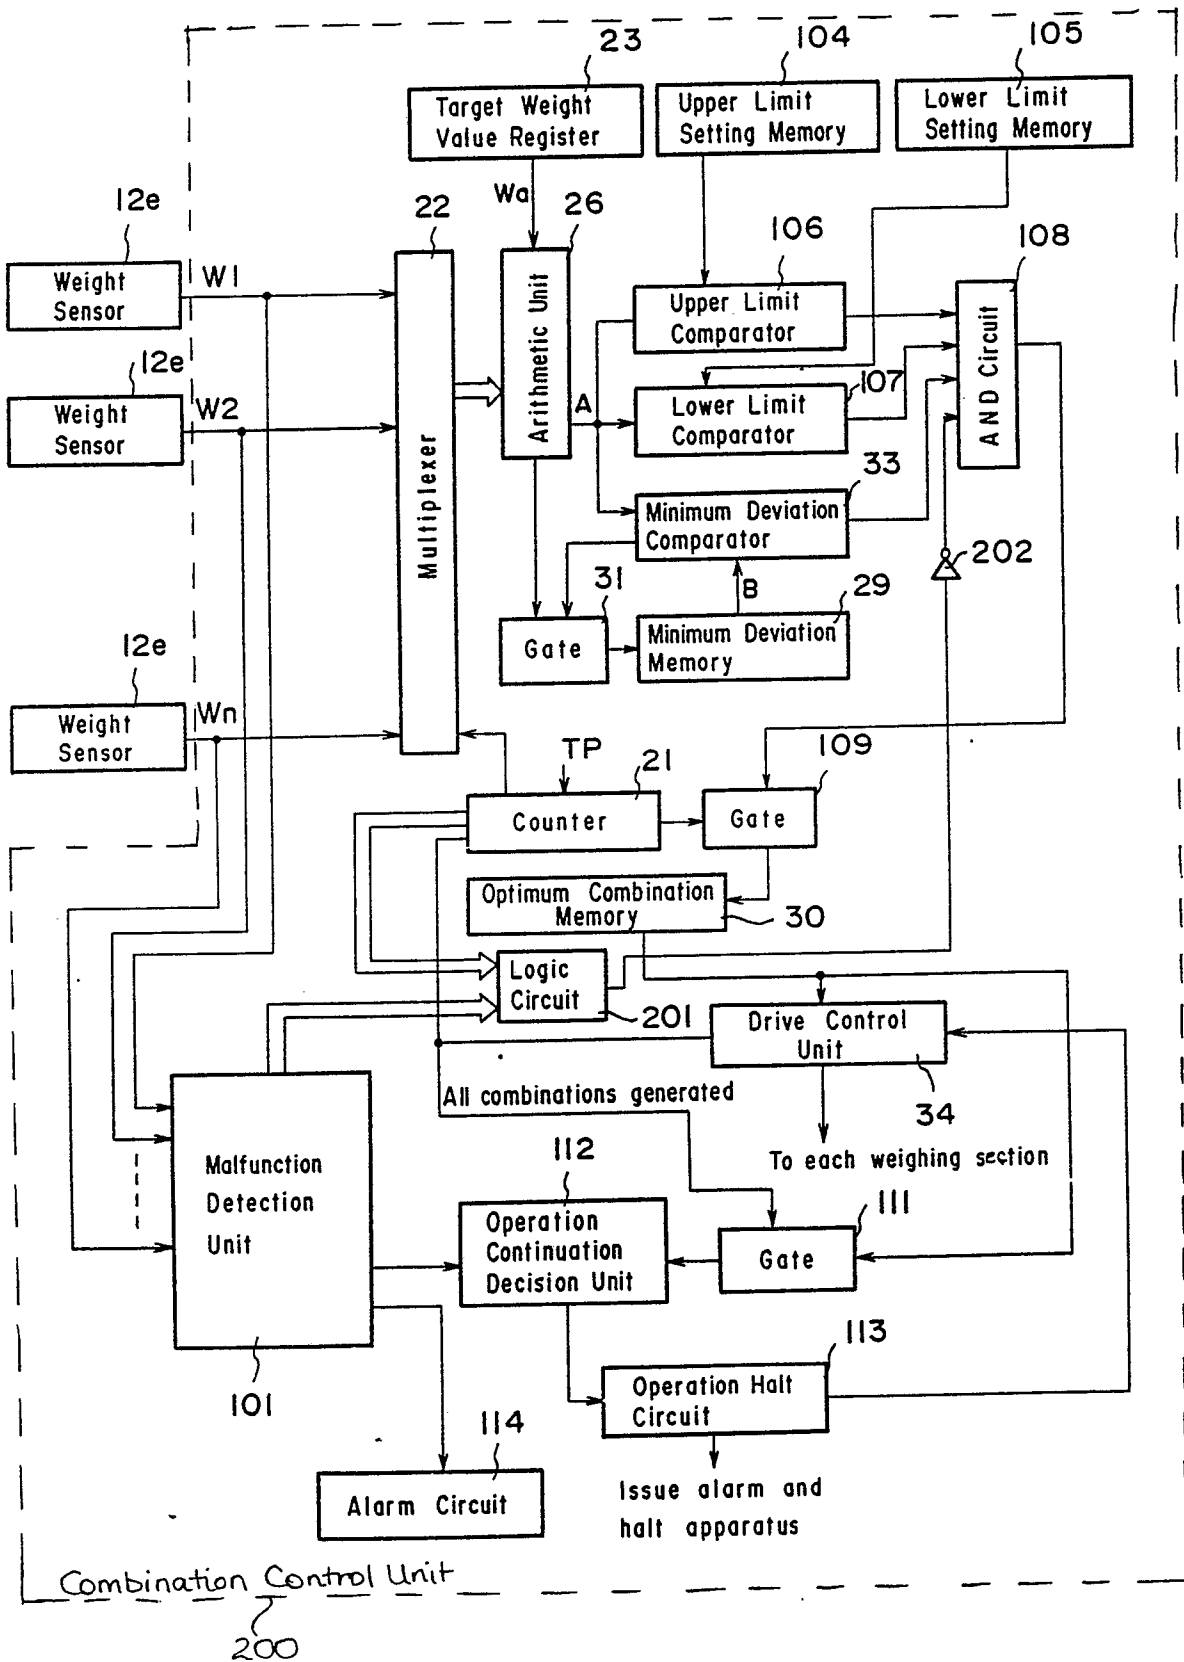 23
104
105
Target Weight
Value Register
Upper Limit
Setting Memory
Lower Limit
Setting Memory
12e
22
Wa
26
106
108
Weight
Sensor
W1
Multiplexer
Arithmetic Unit
Upper Limit
Comparator
AND Circuit
12e
Weight
Sensor
W2
A
107
Lower Limit
Comparator
33
Minimum Deviation
Comparator
202
31
B
29
Gate
Minimum Deviation
Memory
12e
Weight
Sensor
Wn
TP
21
109
Counter
Gate
Optimum Combination
Memory
30
Logic
Circuit
201
Drive Control
Unit
34
All combinations generated
To each weighing section
Malfunction
Detection
Unit
101
112
Operation
Continuation
Decision Unit
111
Gate
113
Operation Halt
Circuit
114
Alarm Circuit
Issue alarm and
halt apparatus
Combination Control Unit
200